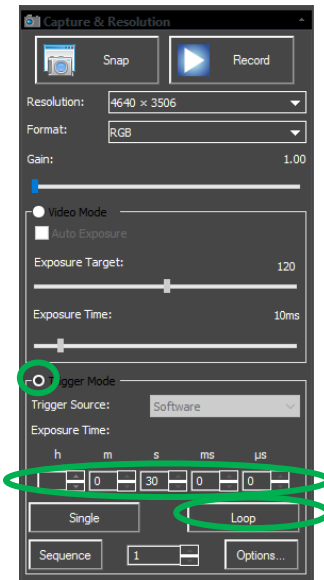 Capture & Resolution
Snap
Record
Resolution: 4640 × 3506
Format: RGB
Gain: 1.00
Video Mode
Auto Exposure
Exposure Target: 120
Exposure Time: 10ms
Trigger Mode
Trigger Source: Software
Exposure Time:
h m s ms µs
0 30 0 0
Single Loop
Sequence 1 Options...